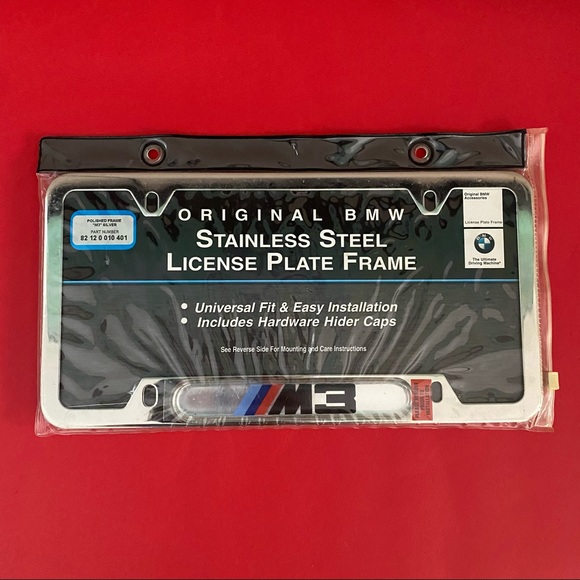 POLISHED FRAME
"M3" SILVER
PART NUMBER
82 12 0 010 401
Original BMW
Accessories
License Plate Frame
BMW
The Ultimate
Driving Machine®
ORIGINAL BMW
STAINLESS STEEL
LICENSE PLATE FRAME
• Universal Fit & Easy Installation
• Includes Hardware Hider Caps
See Reverse Side For Mounting and Care Instructions
M3